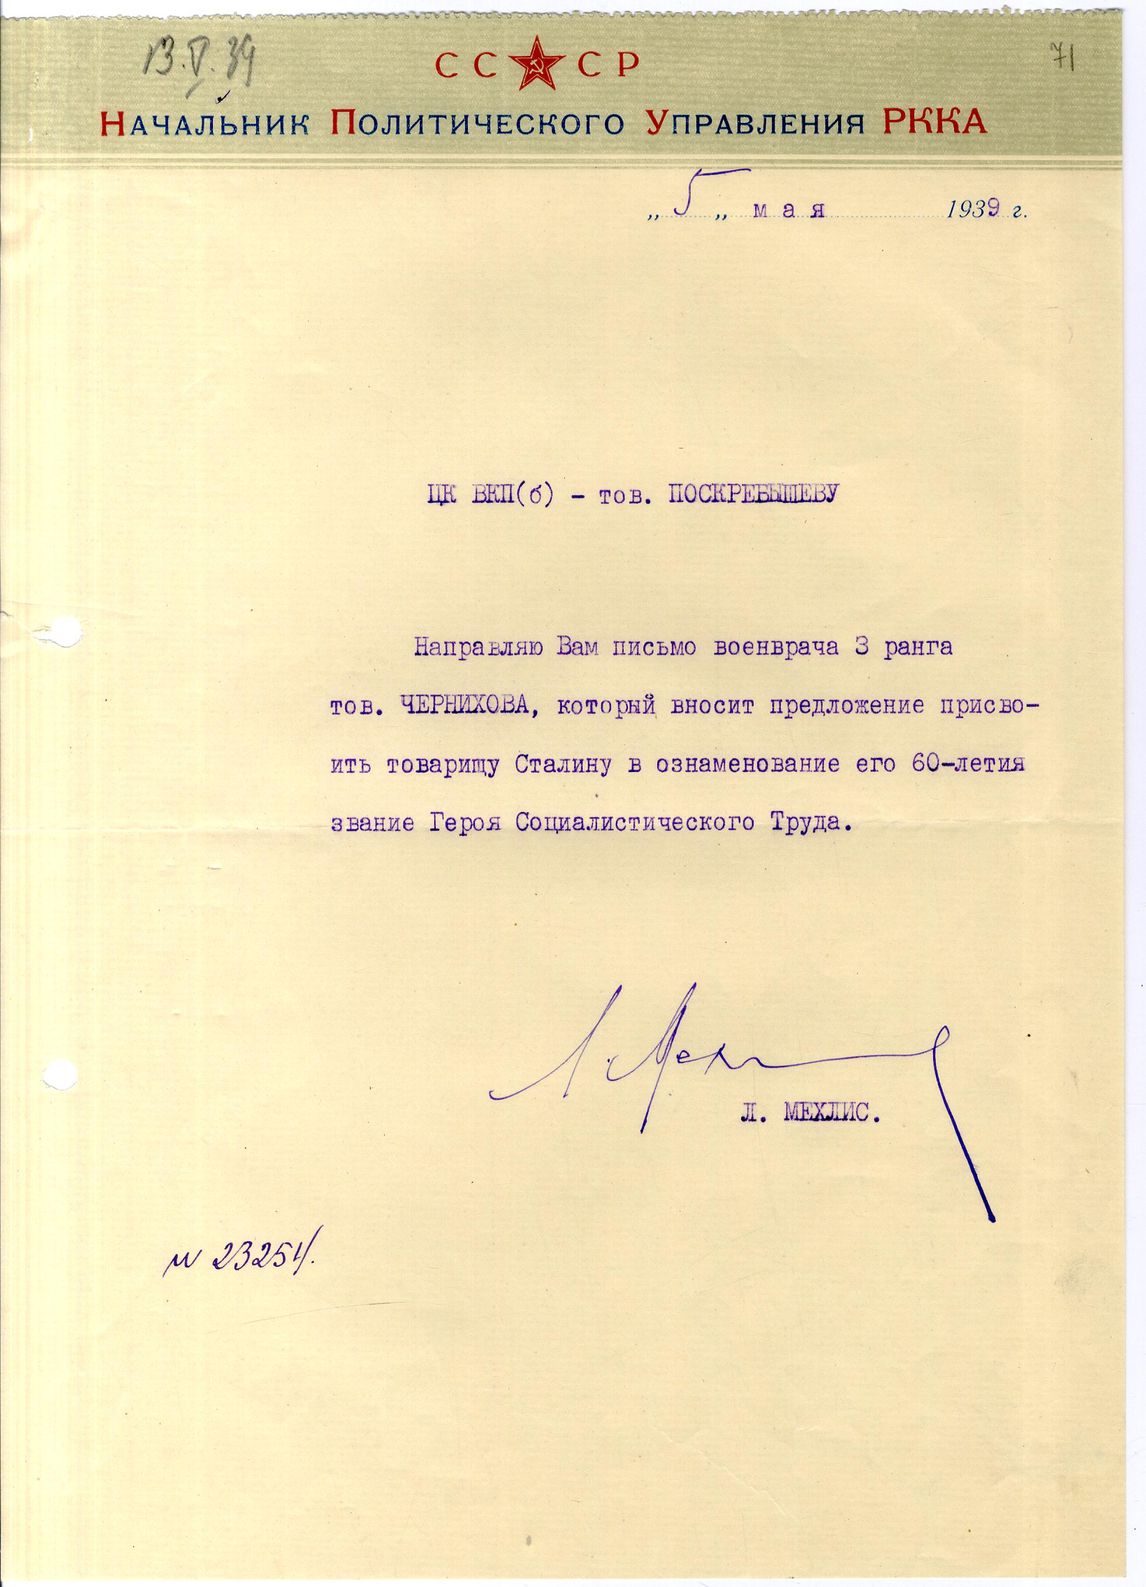 13.V.39
71
СССР
Начальник Политического Управления РККА
„5„ мая 1939 г.
ЦК ВКП(б) – тов. ПОСКРЕБЫШЕВУ
Направляю Вам письмо военврача 3 ранга
тов. ЧЕРНИХОВА, который вносит предложение присво-
ить товарищу Сталину в ознаменование его 60-летия
звание Героя Социалистического Труда.
Л. Мехлис
Л. МЕХЛИС.
№ 23254.